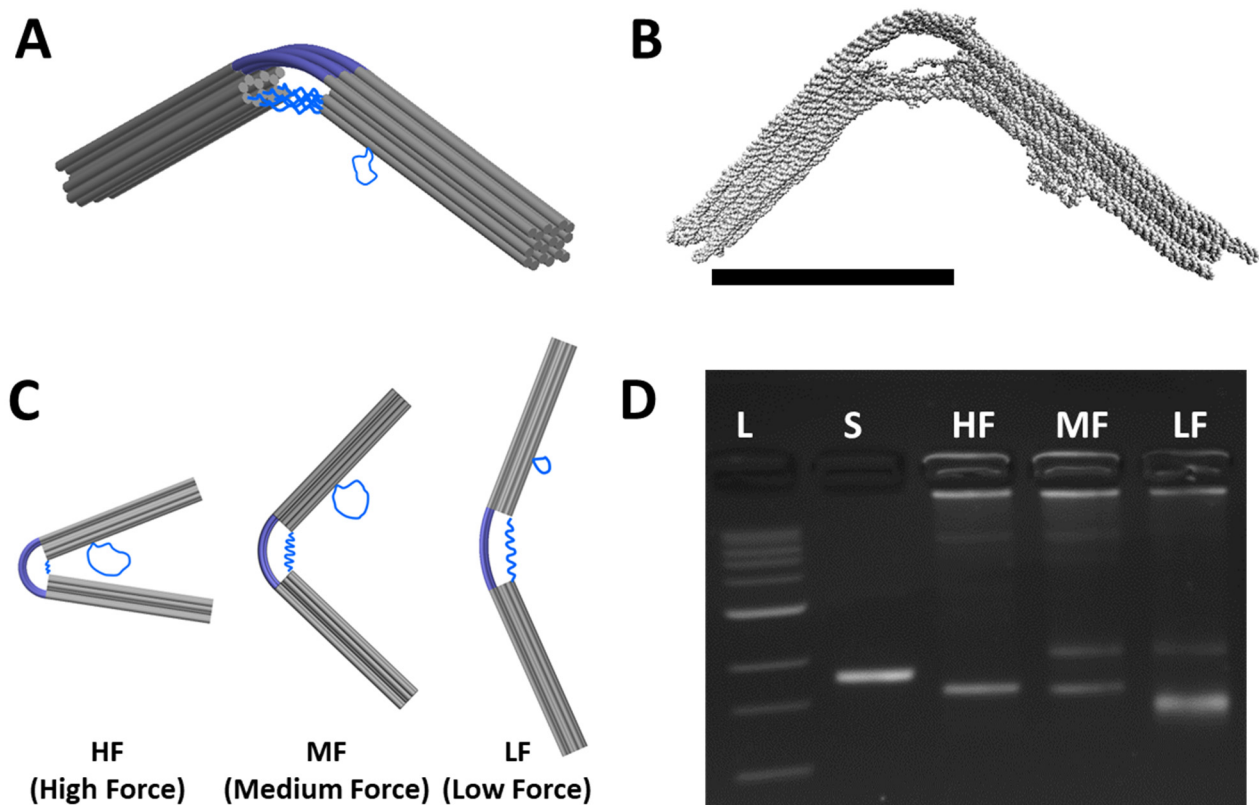 A
B
C
HF
(High Force)
MF
(Medium Force)
LF
(Low Force)
D
L S HF MF LF